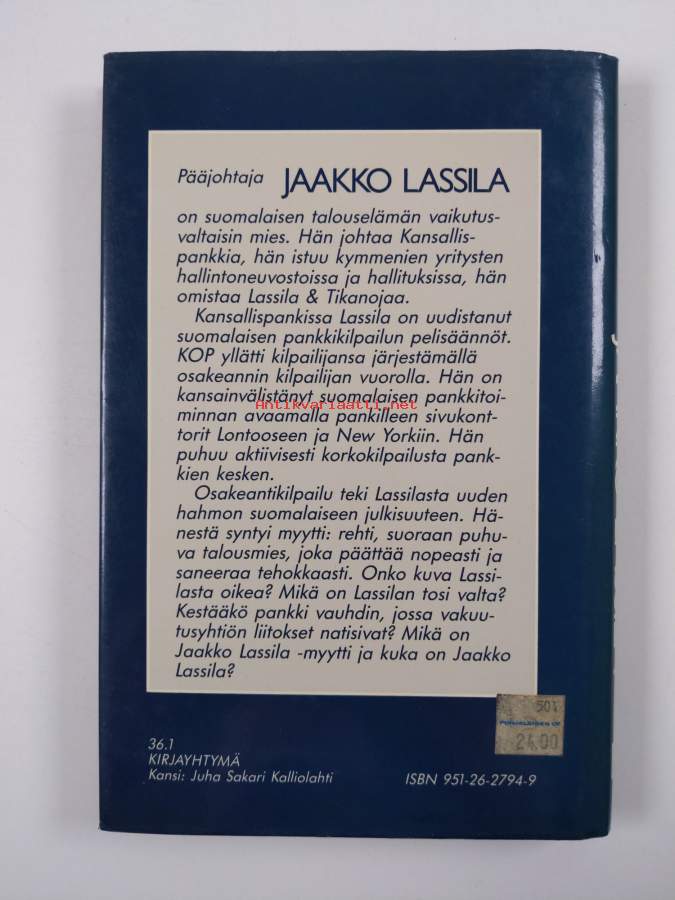 Pääjohtaja JAAKKO LASSILA
on suomalaisen talouselämän vaikutus-
valtaisin mies. Hän johtaa Kansallis-
pankkia, hän istuu kymmenien yritysten
hallintoneuvostoissa ja hallituksissa, hän
omistaa Lassila & Tikanojaa.
Kansallispankissa Lassila on uudistanut
suomalaisen pankkikilpailun pelisäännöt.
KOP yllätti kilpailijansa järjestämällä
osakeannin kilpailijan vuorolla. Hän on
kansainvälistänyt suomalaisen pankkitoi-
Antikvariaatti.net
minnan avaamalla pankilleen sivukont-
torit Lontooseen ja New Yorkiin. Hän
puhuu aktiivisesti korkokilpailusta pank-
kien kesken.
Osakeantikilpailu teki Lassilasta uuden
hahmon suomalaiseen julkisuuteen. Hä-
nestä syntyi myytti: rehti, suoraan puhu-
va talousmies, joka päättää nopeasti ja
saneeraa tehokkaasti. Onko kuva Lassi-
lasta oikea? Mikä on Lassilan tosi valta?
Kestääkö pankki vauhdin, jossa vakuu-
tusyhtiön liitokset natisivat? Mikä on
Jaakko Lassila -myytti ja kuka on Jaakko
Lassila?
501
24.00
36.1
KIRJAYHTYMÄ
Kansi: Juha Sakari Kalliolahti
ISBN 951-26-2794-9